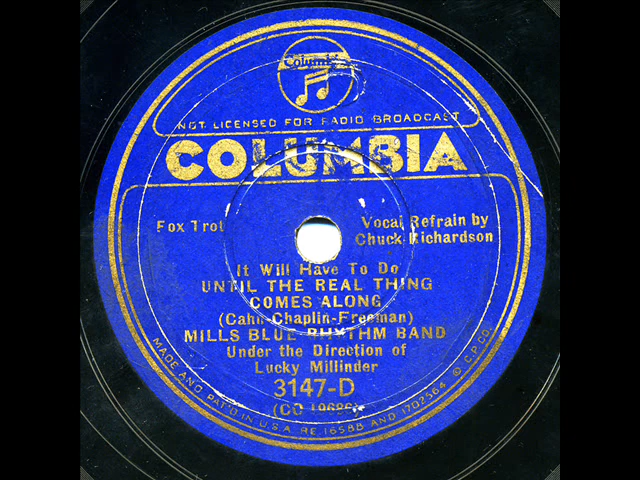 Columbia
NOT LICENSED FOR RADIO BROADCAST
COLUMBIA
Fox Trot
Vocal Refrain by
Chuck Richardson
It Will Have To Do
UNTIL THE REAL THING
COMES ALONG
(Cahn-Chaplin-Freeman)
MILLS BLUE RHYTHM BAND
Under the Direction of
Lucky Millinder
3147-D
MADE AND PAT'D IN U.S.A. RE 16588 AND 1702564 © C.P.CO.